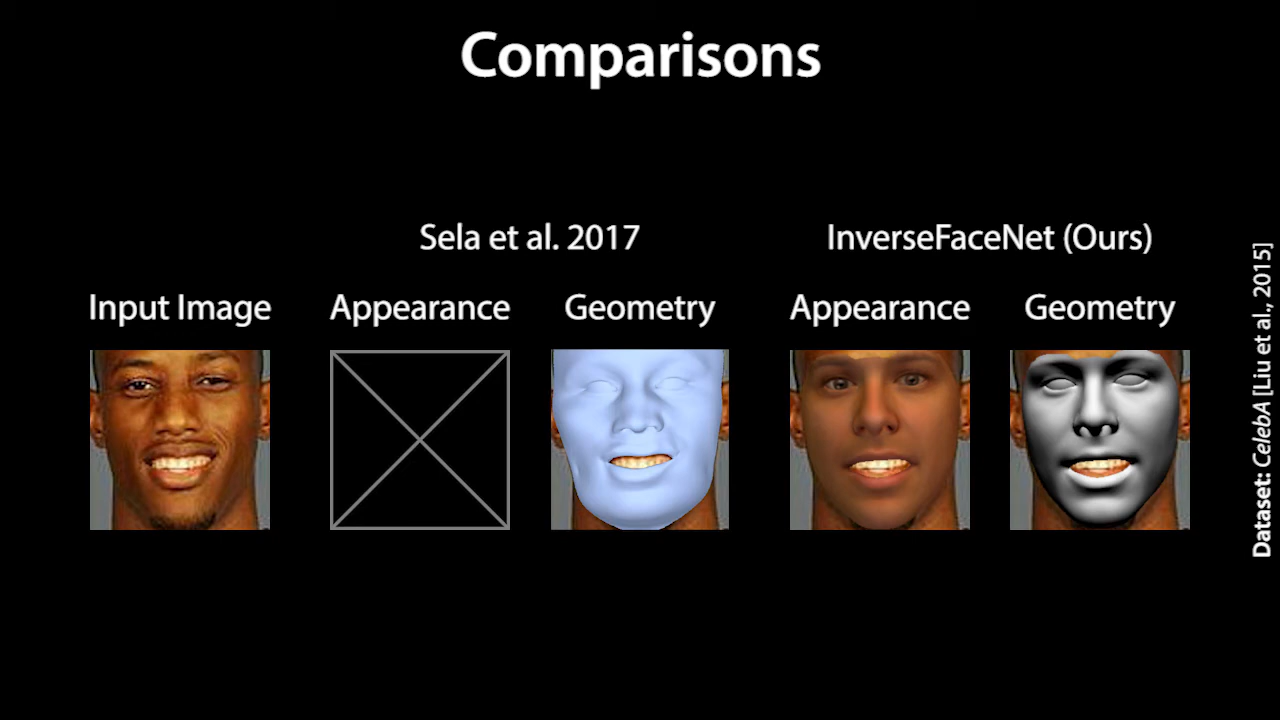 Comparisons
Sela et al. 2017
InverseFaceNet (Ours)
Input Image
Appearance
Geometry
Appearance
Geometry
Dataset: CelebA [Liu et al., 2015]